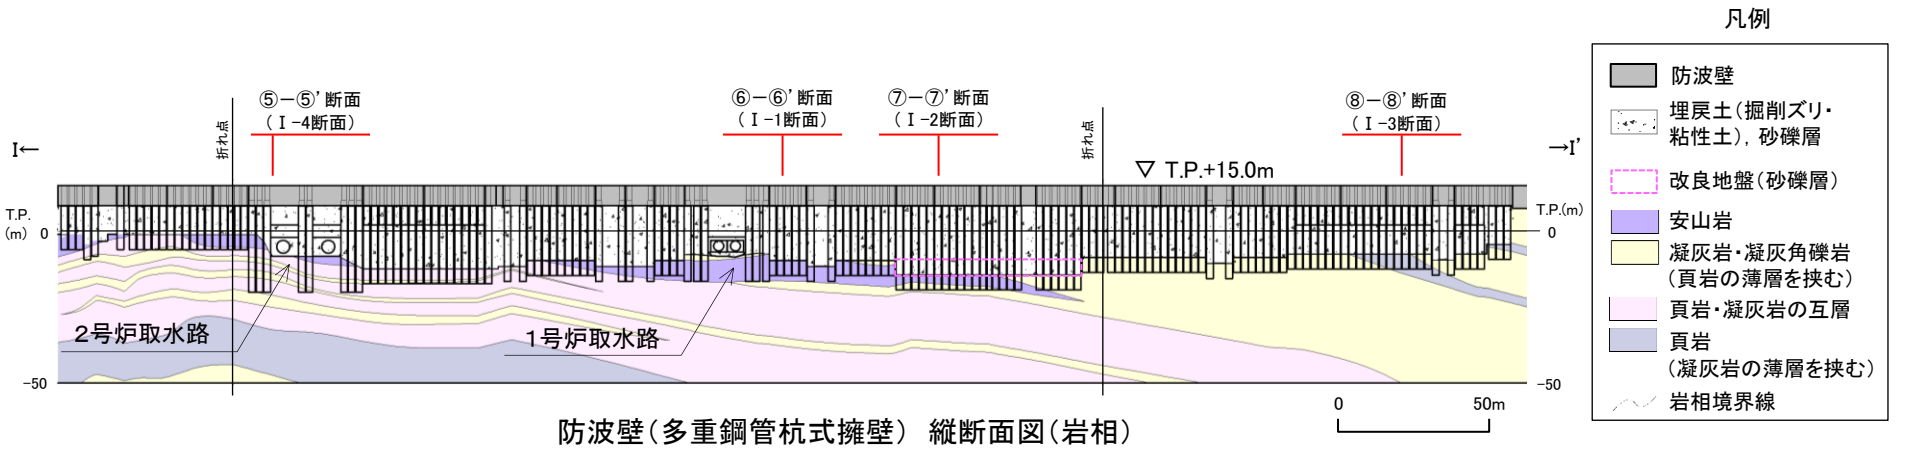 凡例
防波壁
埋戻土(掘削ズリ・
粘性土), 砂礫層
改良地盤(砂礫層)
安山岩
凝灰岩・凝灰角礫岩
(頁岩の薄層を挟む)
頁岩・凝灰岩の互層
頁岩
(凝灰岩の薄層を挟む)
岩相境界線
⑤-⑤'断面
(Ⅰ-4断面)
⑥-⑥'断面
(Ⅰ-1断面)
⑦-⑦'断面
(Ⅰ-2断面)
⑧-⑧'断面
(Ⅰ-3断面)
折れ点
折れ点
I←
→I'
▽ T.P.+15.0m
T.P.
(m)
0
-50
T.P.(m)
0
-50
2号炉取水路
1号炉取水路
0
50m
防波壁(多重鋼管杭式擁壁) 縦断面図(岩相)